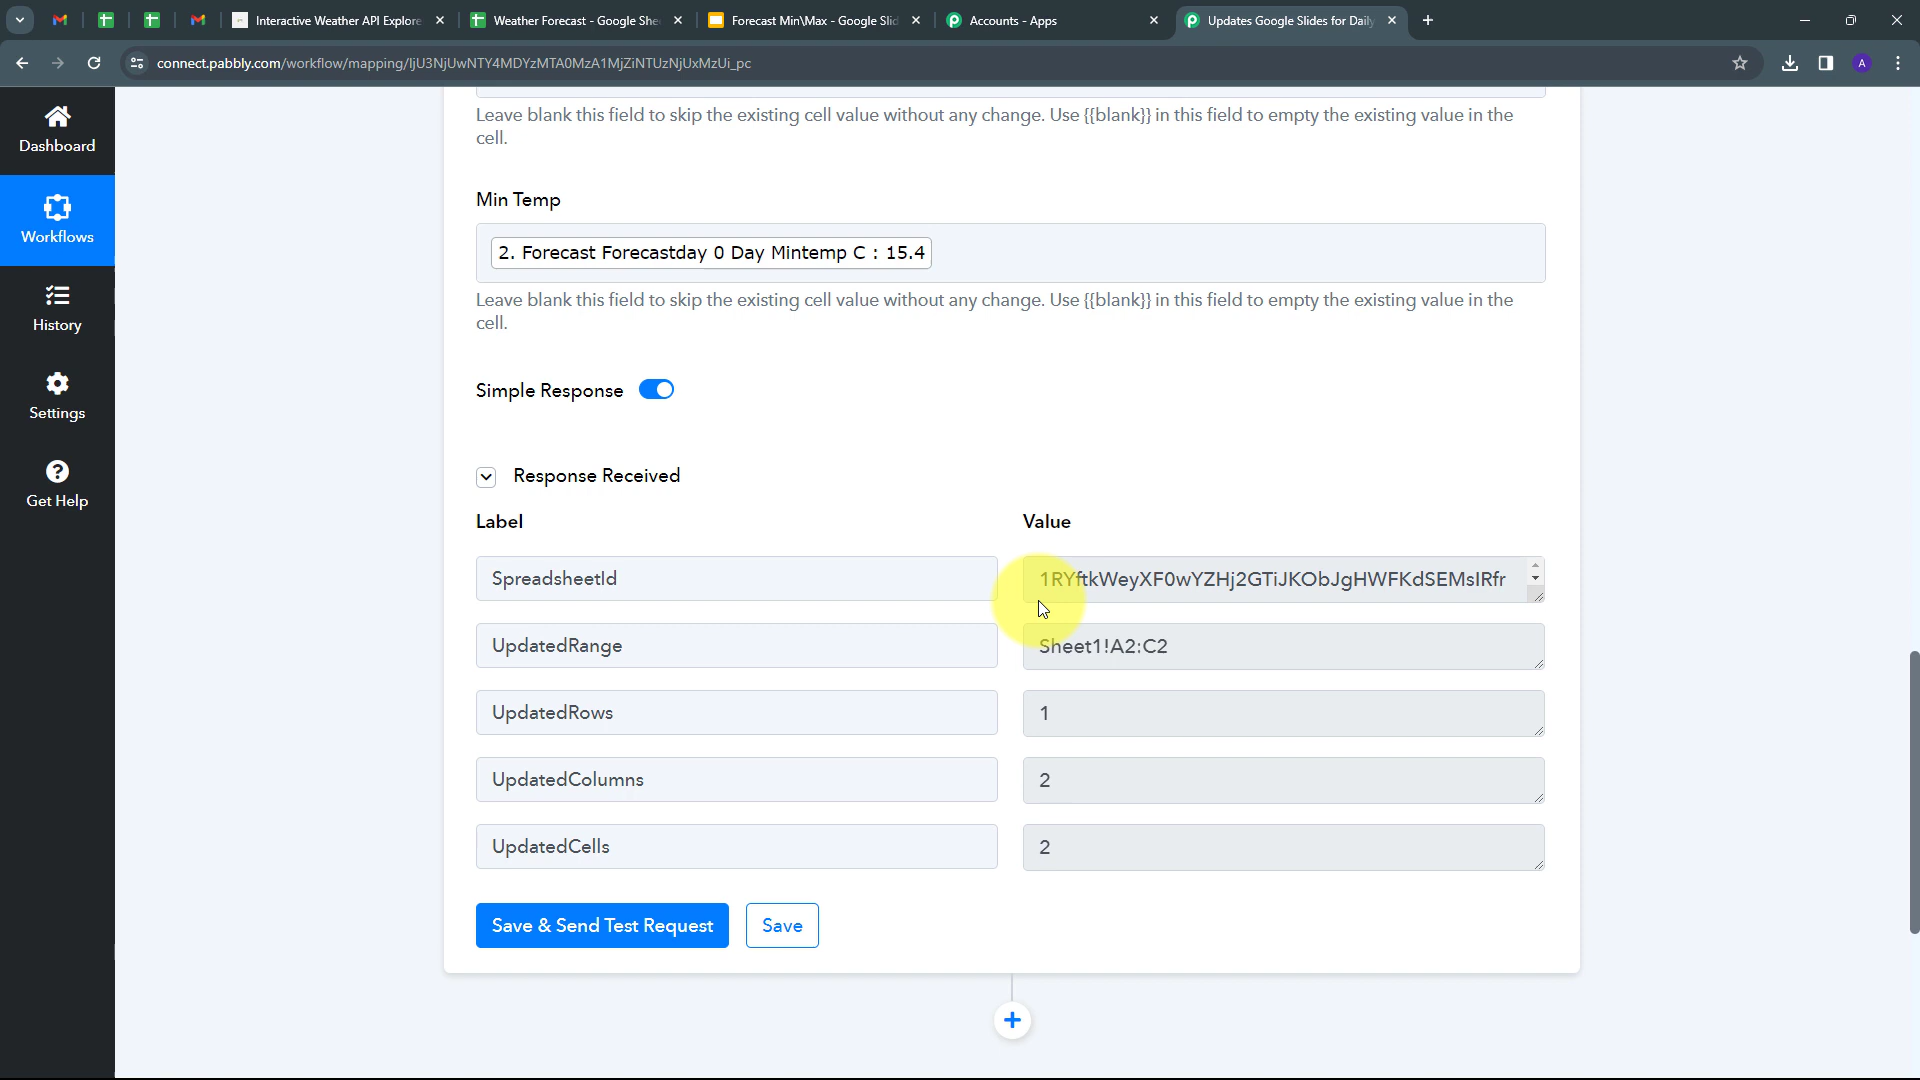 Interactive Weather API Explore
Weather Forecast - Google She
Forecast Min\Max - Google Slid
Accounts - Apps
Updates Google Slides for Daily
connect.pabbly.com/workflow/mapping/IjU3NjUwNTY4MDYzMTA0MzA1MjZiNTUzNjUxMzUi_pc
A
Dashboard
Workflows
History
Settings
Get Help
Leave blank this field to skip the existing cell value without any change. Use {{blank}} in this field to empty the existing value in the
cell.
Min Temp
2. Forecast Forecastday 0 Day Mintemp C : 15.4
Leave blank this field to skip the existing cell value without any change. Use {{blank}} in this field to empty the existing value in the
cell.
Simple Response
Response Received
Label Value
SpreadsheetId 1RYftkWeyXF0wYZHj2GTiJKObJgHWFKdSEMsIRfr
UpdatedRange Sheet1!A2:C2
UpdatedRows 1
UpdatedColumns 2
UpdatedCells 2
Save & Send Test Request Save